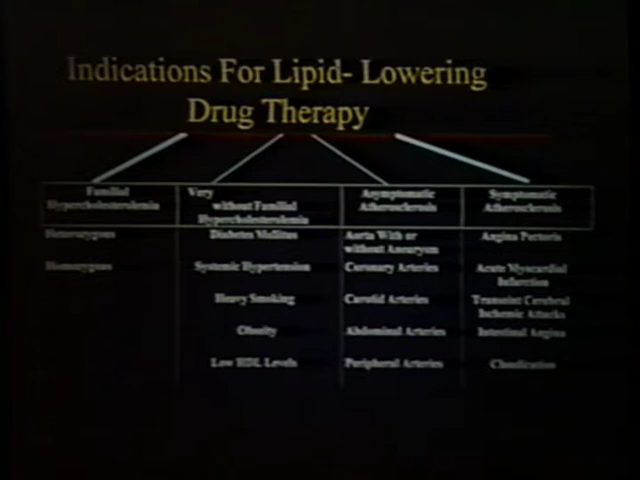 Indications For Lipid- Lowering
Drug Therapy
Familial
Hypercholesterolemia
Very
without Familial
Hypercholesterolemia
Asymptomatic
Atherosclerosis
Symptomatic
Atherosclerosis
Heterozygous
Diabetes Mellitus
Aorta With or
without Aneurysm
Angina Pectoris
Homozygous
Systemic Hypertension
Coronary Arteries
Acute Myocardial
Infarction
Heavy Smoking
Carotid Arteries
Transient Cerebral
Ischemic Attacks
Obesity
Abdominal Arteries
Intestinal Angina
Low HDL Levels
Peripheral Arteries
Claudication